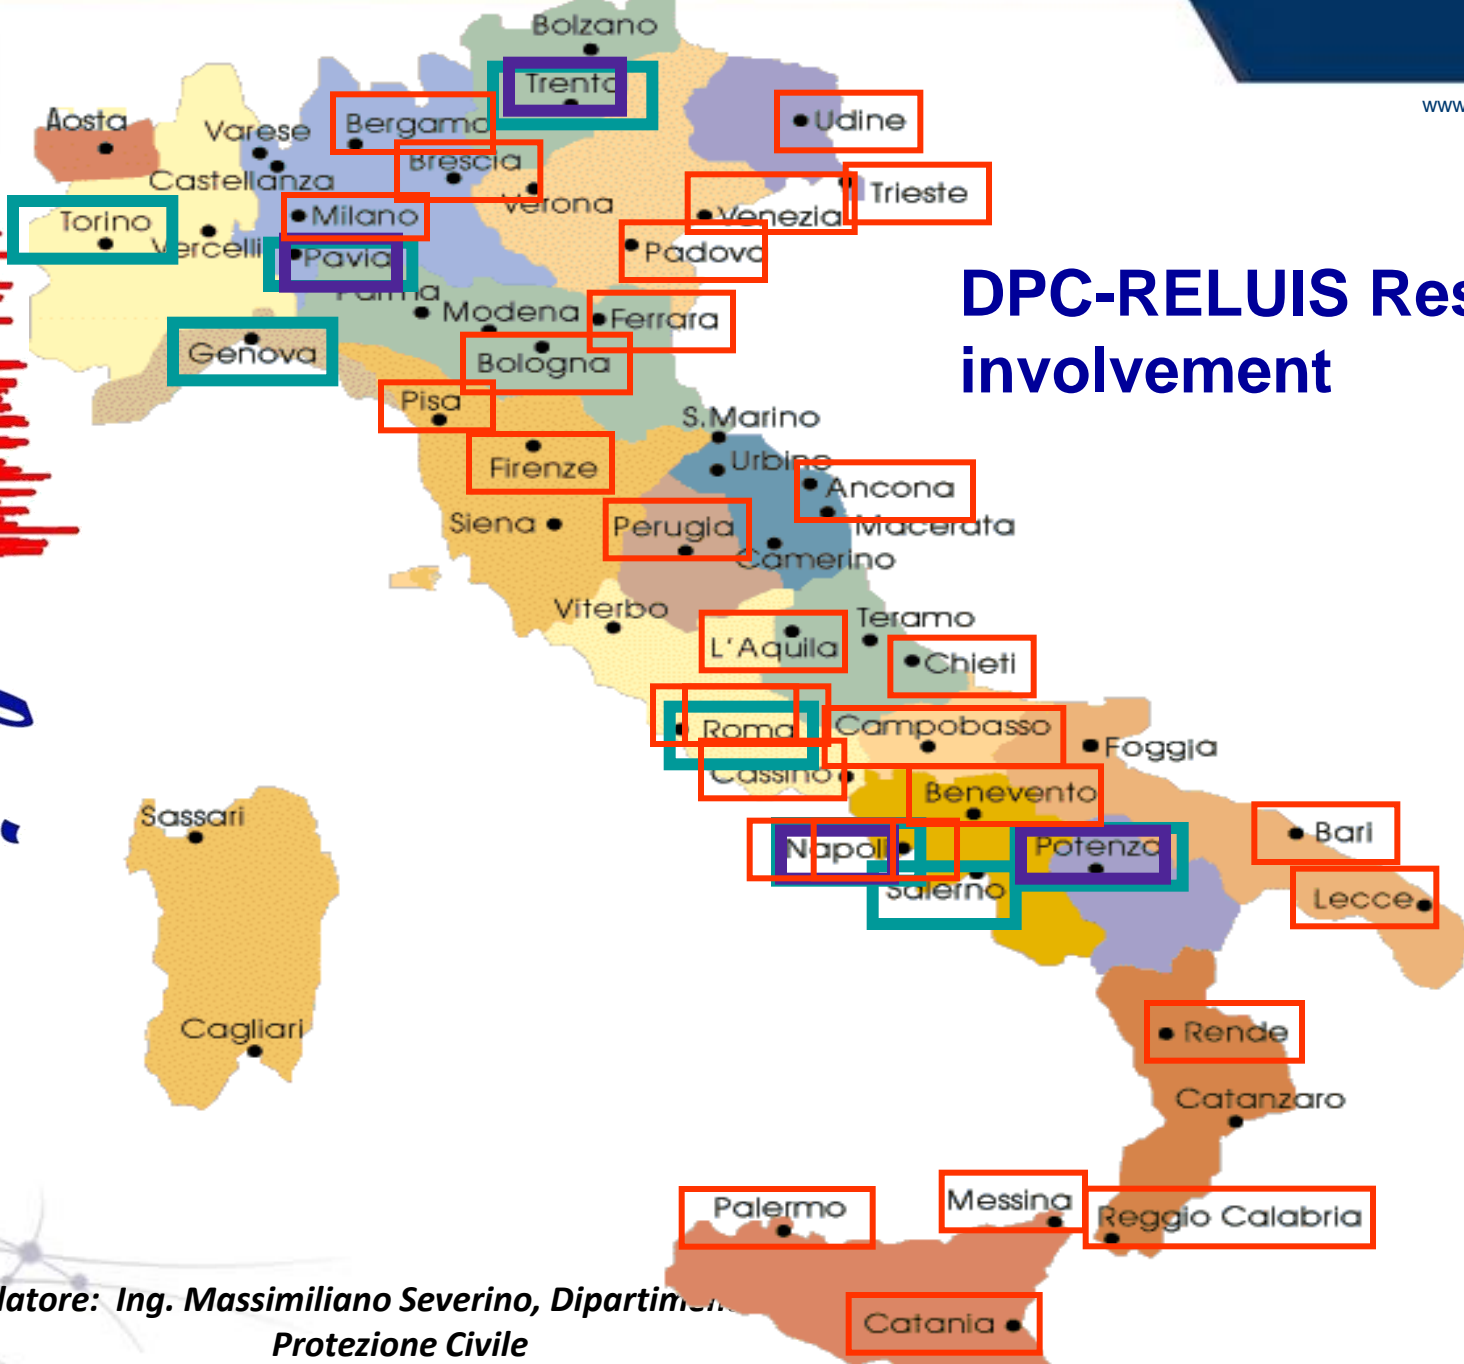 Bolzano
Trento
www
Aosta
Varese
Bergamo
Udine
Brescia
Castellanza
Verona
Trieste
Torino
Milano
Venezia
Vercelli
Pavia
Padova
DPC-RELUIS Res
Parma
Modena
Ferrara
Genova
Bologna
involvement
Pisa
S.Marino
Firenze
Urbino
Ancona
Siena
Perugia
Macerata
Camerino
Viterbo
Teramo
L'Aquila
Chieti
Roma
Campobasso
Foggia
Cassino
Benevento
Sassari
Napoli
Potenza
Bari
Salerno
Lecce
Cagliari
Rende
Catanzaro
Palermo
Messina
Reggio Calabria
latore: Ing. Massimiliano Severino, Dipartimen
Protezione Civile
Catania